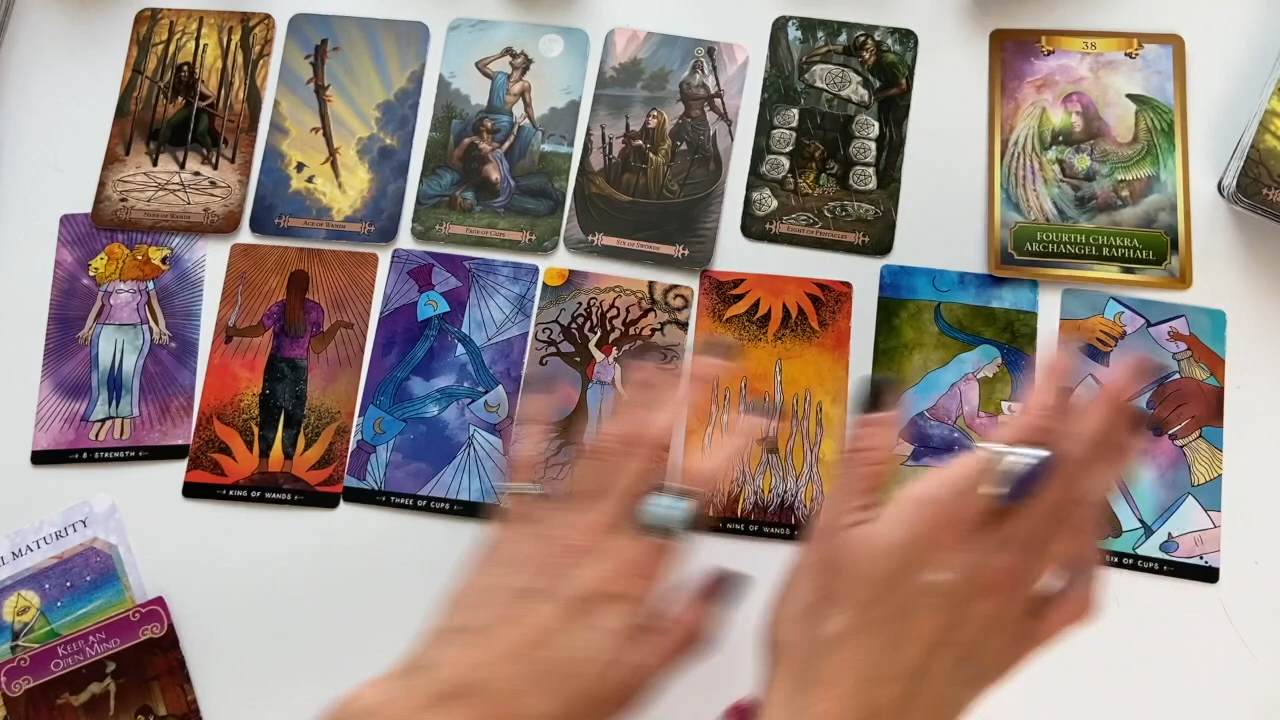 NINE OF WANDS
ACE OF WANDS
FOUR OF CUPS
SIX OF SWORDS
EIGHT OF PENTACLES
38
FOURTH CHAKRA,
ARCHANGEL RAPHAEL
8 - STRENGTH
KING OF WANDS
THREE OF CUPS
NINE OF WANDS
SIX OF CUPS
MATURITY
KEEP AN
OPEN MIND